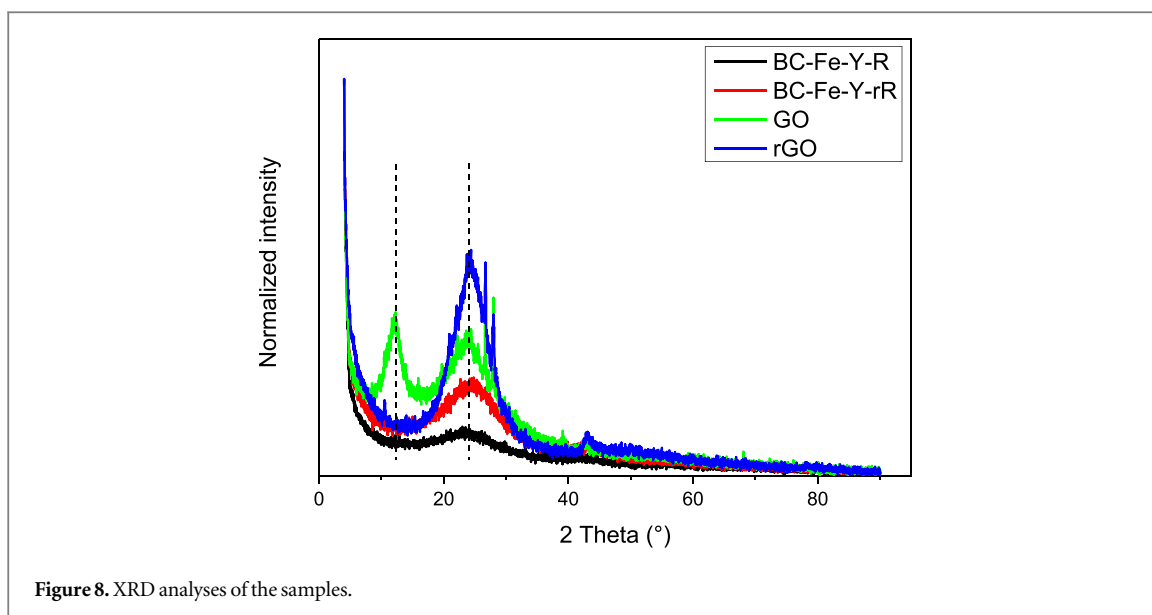 BC-Fe-Y-R
BC-Fe-Y-rR
GO
rGO
Normalized intensity
0 20 40 60 80
2 Theta (°)
Figure 8. XRD analyses of the samples.